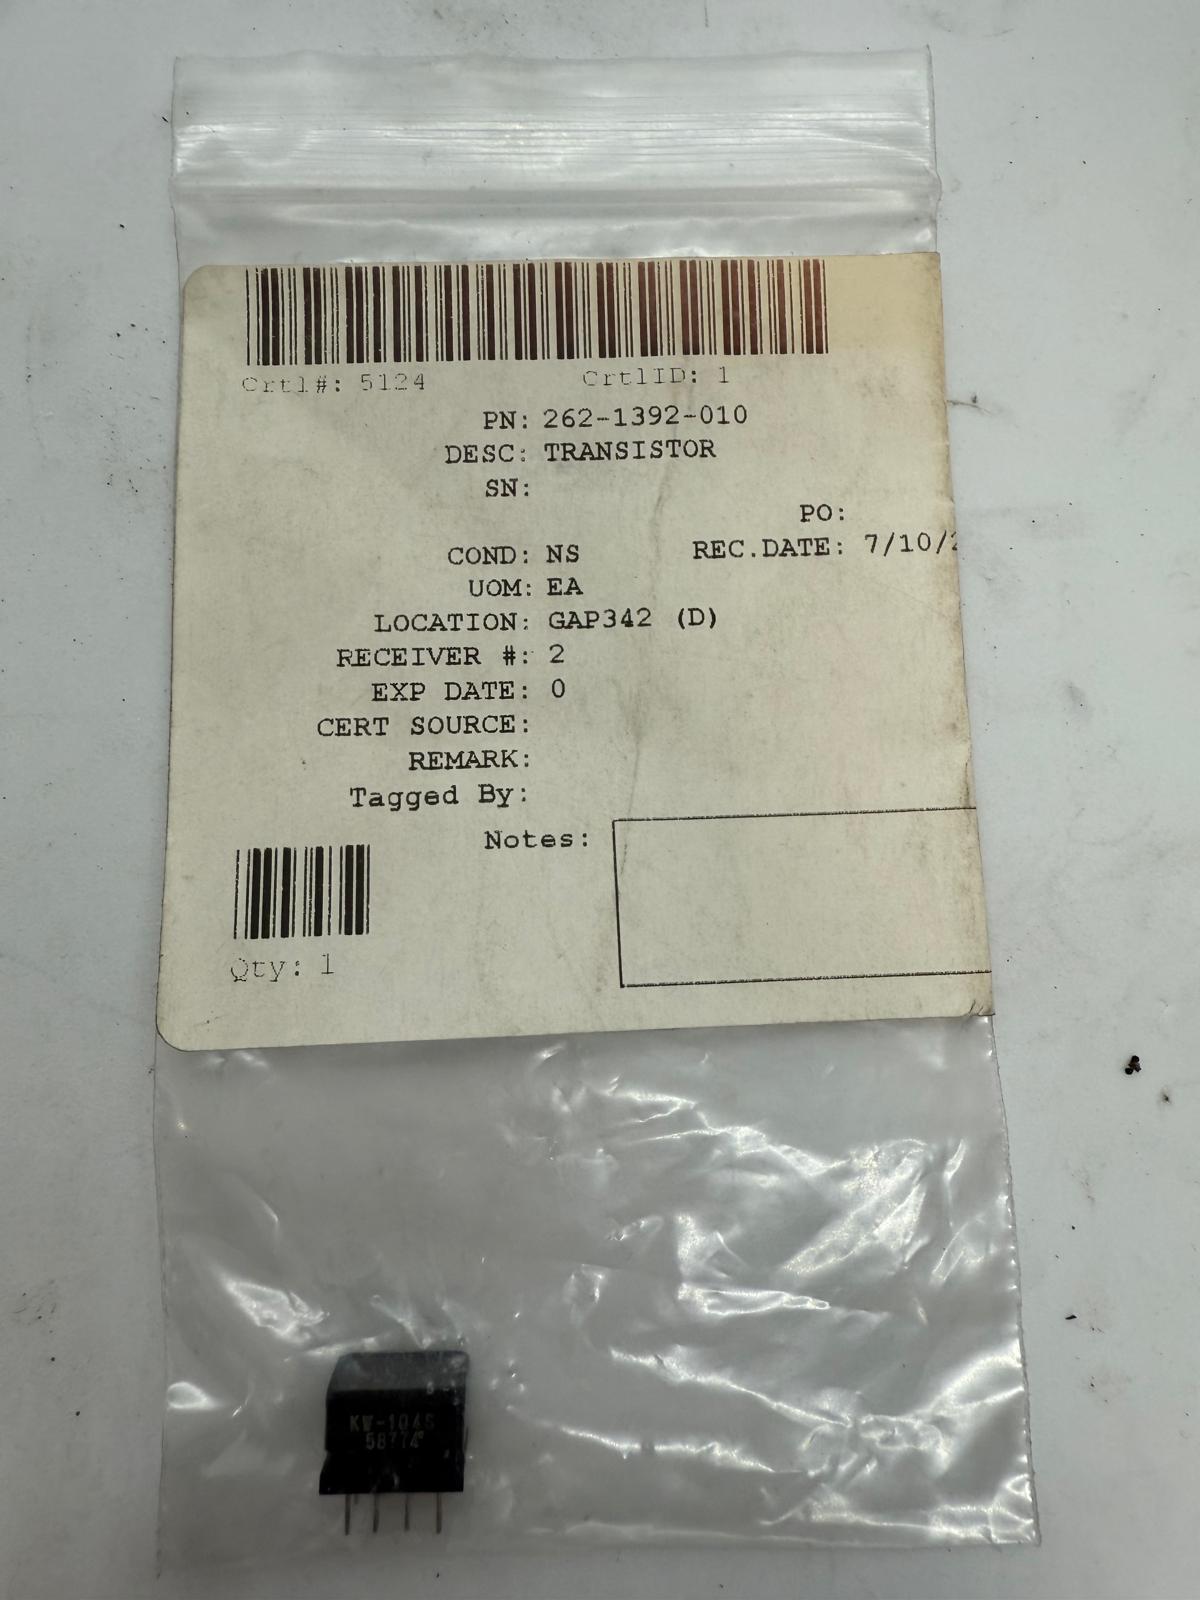 Crtl#: 5124 CrtlID: 1
PN: 262-1392-010
DESC: TRANSISTOR
SN:
PO:
COND: NS REC.DATE: 7/10/2
UOM: EA
LOCATION: GAP342 (D)
RECEIVER #: 2
EXP DATE: 0
CERT SOURCE:
REMARK:
Tagged By:
Notes:
Qty: 1